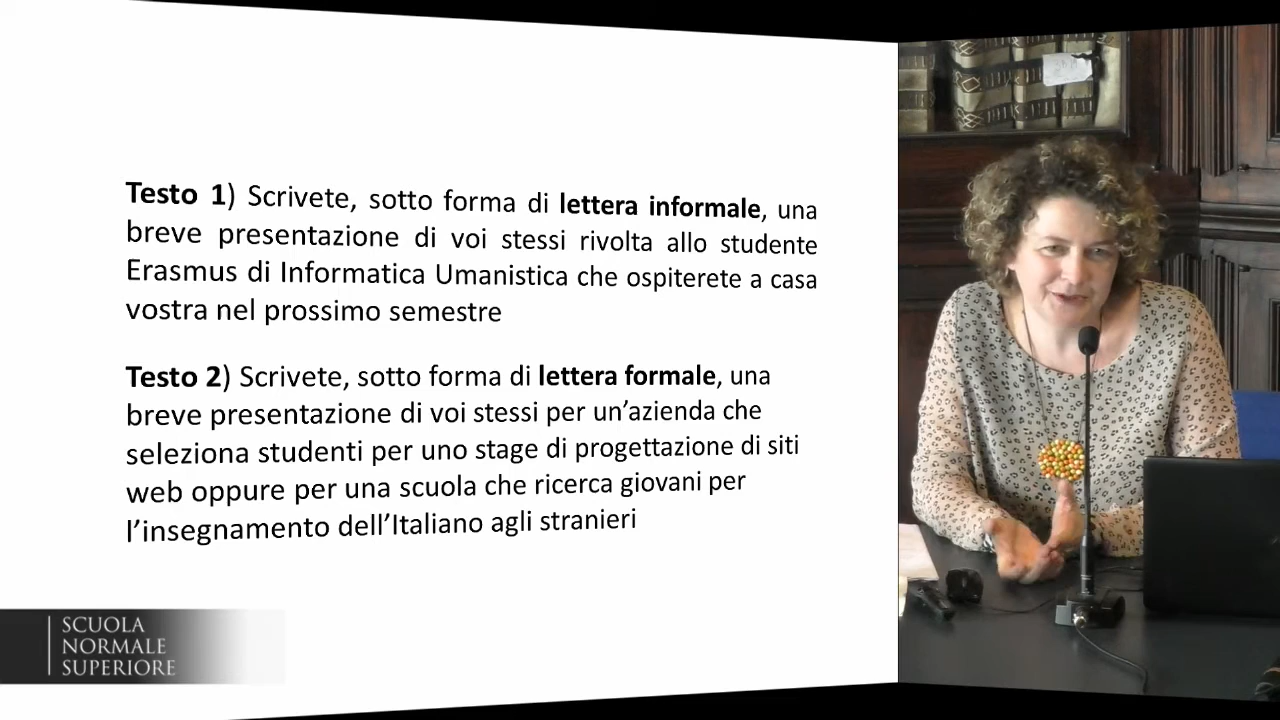 Testo 1) Scrivete, sotto forma di lettera informale, una
breve presentazione di voi stessi rivolta allo studente
Erasmus di Informatica Umanistica che ospiterete a casa
vostra nel prossimo semestre
Testo 2) Scrivete, sotto forma di lettera formale, una
breve presentazione di voi stessi per un’azienda che
seleziona studenti per uno stage di progettazione di siti
web oppure per una scuola che ricerca giovani per
l’insegnamento dell’Italiano agli stranieri
SCUOLA
NORMALE
SUPERIORE